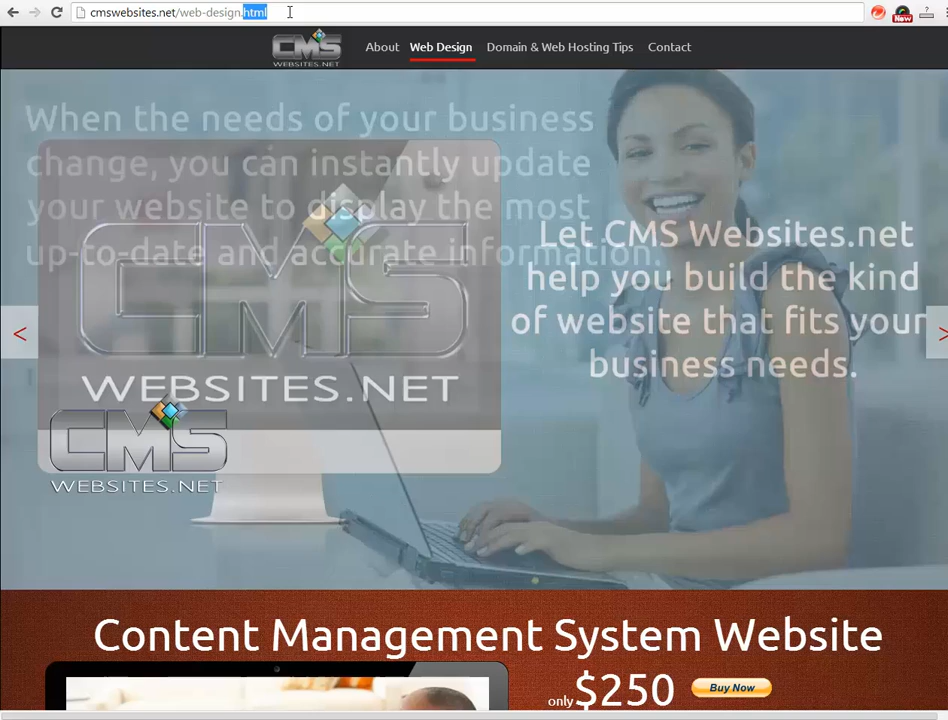 cmswebsites.net/web-design.html
New
CMS
WEBSITES.NET
About Web Design Domain & Web Hosting Tips Contact
When the needs of your business
change, you can instantly update
your website to display the most
up-to-date and accurate information.
CMS
WEBSITES.NET
Let CMS Websites.net
help you build the kind
of website that fits your
business needs.
<
>
CMS
WEBSITES.NET
Content Management System Website
only $250 Buy Now